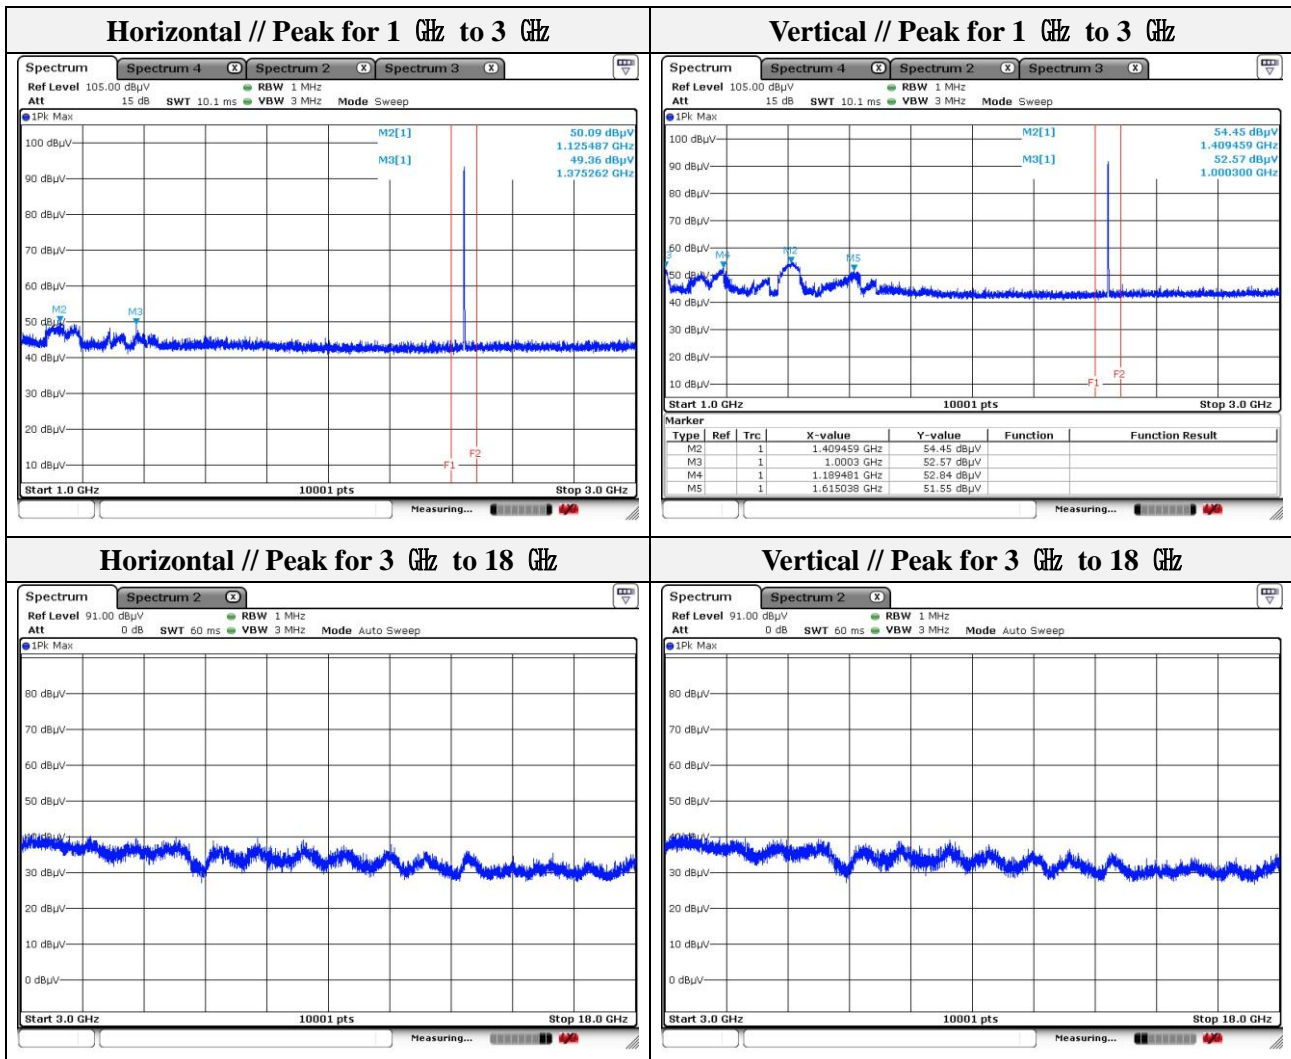 Horizontal // Peak for 1 ㎓ to 3 ㎓
Spectrum Spectrum 4 X Spectrum 2 X Spectrum 3 X
Ref Level 105.00 dBµV RBW 1 MHz
Att 15 dB SWT 10.1 ms VBW 3 MHz Mode Sweep
1Pk Max
M2[1] 50.09 dBµV
1.125487 GHz
M3[1] 49.36 dBµV
1.375262 GHz
100 dBµV
90 dBµV
80 dBµV
70 dBµV
60 dBµV
M2 M3
50 dBµV
40 dBµV
30 dBµV
20 dBµV
10 dBµV
F1 F2
Start 1.0 GHz 10001 pts Stop 3.0 GHz
Measuring...
Vertical // Peak for 1 ㎓ to 3 ㎓
Spectrum Spectrum 4 X Spectrum 2 X Spectrum 3 X
Ref Level 105.00 dBµV RBW 1 MHz
Att 15 dB SWT 10.1 ms VBW 3 MHz Mode Sweep
1Pk Max
M2[1] 54.45 dBµV
1.409459 GHz
M3[1] 52.57 dBµV
1.000300 GHz
100 dBµV
90 dBµV
80 dBµV
70 dBµV
60 dBµV
M4 M2 M5
50 dBµV
40 dBµV
30 dBµV
20 dBµV
10 dBµV
F1 F2
Start 1.0 GHz 10001 pts Stop 3.0 GHz
Marker
Type Ref Trc X-value Y-value Function Function Result
M2 1 1.409459 GHz 54.45 dBµV
M3 1 1.0003 GHz 52.57 dBµV
M4 1 1.189481 GHz 52.84 dBµV
M5 1 1.615038 GHz 51.55 dBµV
Measuring...
Horizontal // Peak for 3 ㎓ to 18 ㎓
Spectrum Spectrum 2 X
Ref Level 91.00 dBµV RBW 1 MHz
Att 0 dB SWT 60 ms VBW 3 MHz Mode Auto Sweep
1Pk Max
80 dBµV
70 dBµV
60 dBµV
50 dBµV
40 dBµV
30 dBµV
20 dBµV
10 dBµV
0 dBµV
Start 3.0 GHz 10001 pts Stop 18.0 GHz
Measuring...
Vertical // Peak for 3 ㎓ to 18 ㎓
Spectrum Spectrum 2 X
Ref Level 91.00 dBµV RBW 1 MHz
Att 0 dB SWT 60 ms VBW 3 MHz Mode Auto Sweep
1Pk Max
80 dBµV
70 dBµV
60 dBµV
50 dBµV
40 dBµV
30 dBµV
20 dBµV
10 dBµV
0 dBµV
Start 3.0 GHz 10001 pts Stop 18.0 GHz
Measuring...